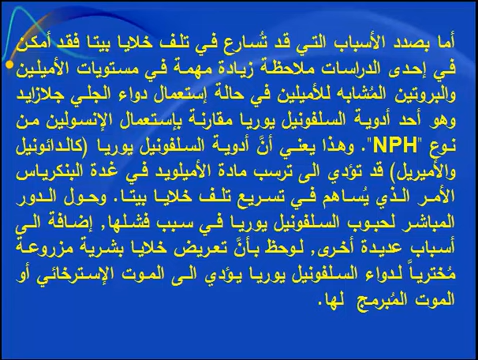 أما بصدد الأسباب التي قد تُسارع في تلف خلايا بيتا فقد أمكن
في إحدى الدراسات ملاحظة زيادة مهمة في مستويات الأميلين
والبروتين المُشابه للأميلين في حالة إستعمال دواء الجلي جلازايد
وهو أحد أدوية السلفونيل يوريا مقارنة بإستعمال الإنسولين من
نوع "NPH". وهذا يعني أنَّ أدوية السلفونيل يوريا (كالدائونيل
والأميريل) قد تؤدي الى ترسب مادة الأميلويد في غدة البنكرياس
الأمر الذي يُساهم في تسريع تلف خلايا بيتا. وحول الدور
المباشر لحبوب السلفونيل يوريا في سبب فشلها, إضافة الى
أسباب عديدة أخرى, لوحظ بأنَّ تعريض خلايا بشرية مزروعة
مُخترياً لدواء السلفونيل يوريا يؤدي الى الموت الإسترخائي أو
الموت المُبرمج لها.